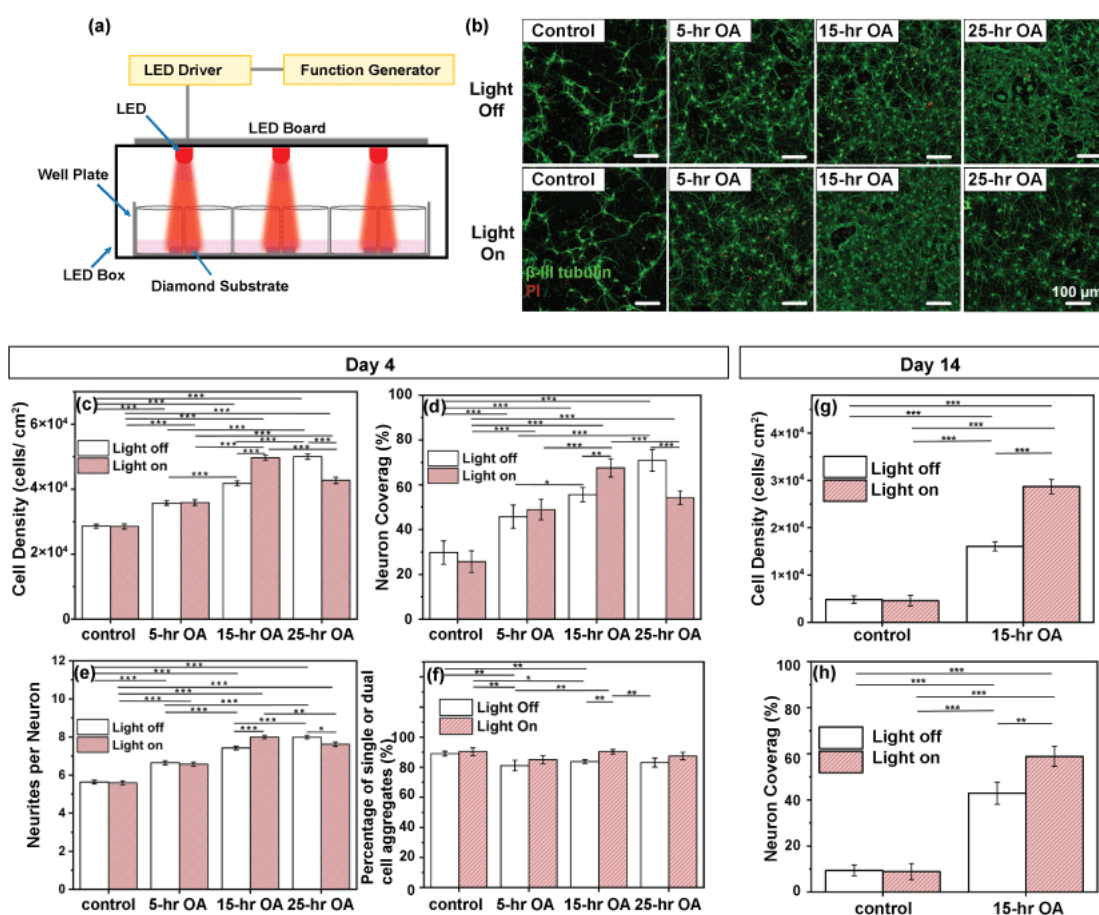 (a)
LED Driver
Function Generator
LED
LED Board
Well Plate
LED Box
Diamond Substrate
(b)
Control
5-hr OA
15-hr OA
25-hr OA
Light
Off
Control
5-hr OA
15-hr OA
25-hr OA
Light
On
β-III tubulin
PI
100 µm
Day 4
Day 14
(c)
***
***
***
***
***
***
***
***
***
***
***
***
Light off
Light on
Cell Density (cells/ cm²)
6×10⁴
4×10⁴
2×10⁴
0
control
5-hr OA
15-hr OA
25-hr OA
(d)
***
***
***
***
***
***
***
***
***
***
**
*
Light off
Light on
Neuron Coverag (%)
100
80
60
40
20
0
control
5-hr OA
15-hr OA
25-hr OA
(g)
***
***
***
***
***
Light off
Light on
Cell Density (cells/ cm²)
4×10⁴
3×10⁴
2×10⁴
1×10⁴
0
control
15-hr OA
(e)
***
***
***
***
***
***
***
***
**
***
***
*
Light off
Light on
Neurites per Neuron
12
10
8
6
4
2
0
control
5-hr OA
15-hr OA
25-hr OA
(f)
**
**
*
**
**
**
**
Light Off
Light On
Percentage of single or dual
cell aggregates (%)
100
80
60
40
20
0
control
5-hr OA
15-hr OA
25-hr OA
(h)
***
***
***
***
**
Light off
Light on
Neuron Coverag (%)
100
80
60
40
20
0
control
15-hr OA